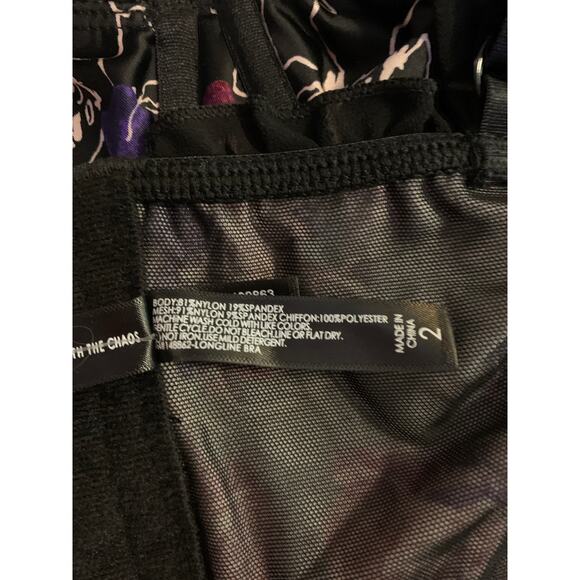 BODY:81%NYLON 19%SPANDEX
MESH:91%NYLON 9%SPANDEX CHIFFON:100%POLYESTER
MACHINE WASH COLD WITH LIKE COLORS.
GENTLE CYCLE.DO NOT BLEACH.LINE OR FLAT DRY.
DO NOT IRON.USE MILD DETERGENT.
148863-LONGLINE BRA
MADE IN
CHINA
2
THE CHAOS